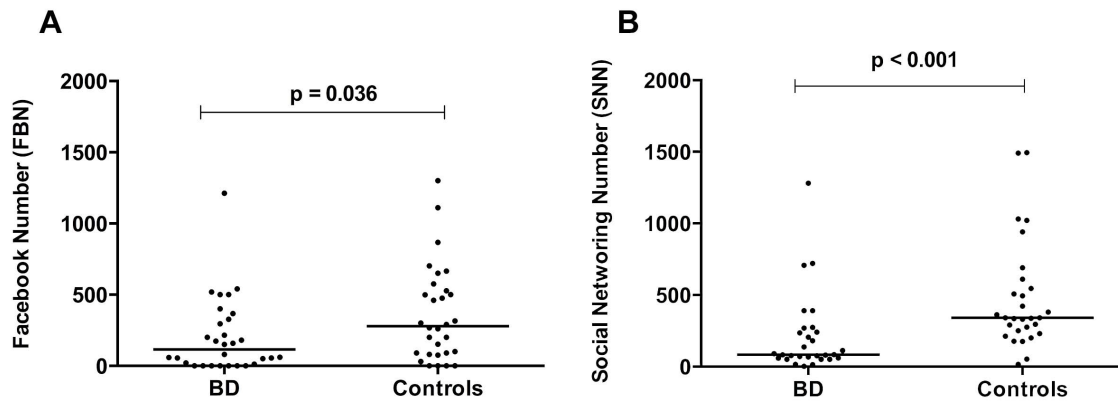 A
Facebook Number (FBN)
2000
1500
1000
500
0
p = 0.036
BD
Controls
B
Social Networing Number (SNN)
2000
1500
1000
500
0
p < 0.001
BD
Controls